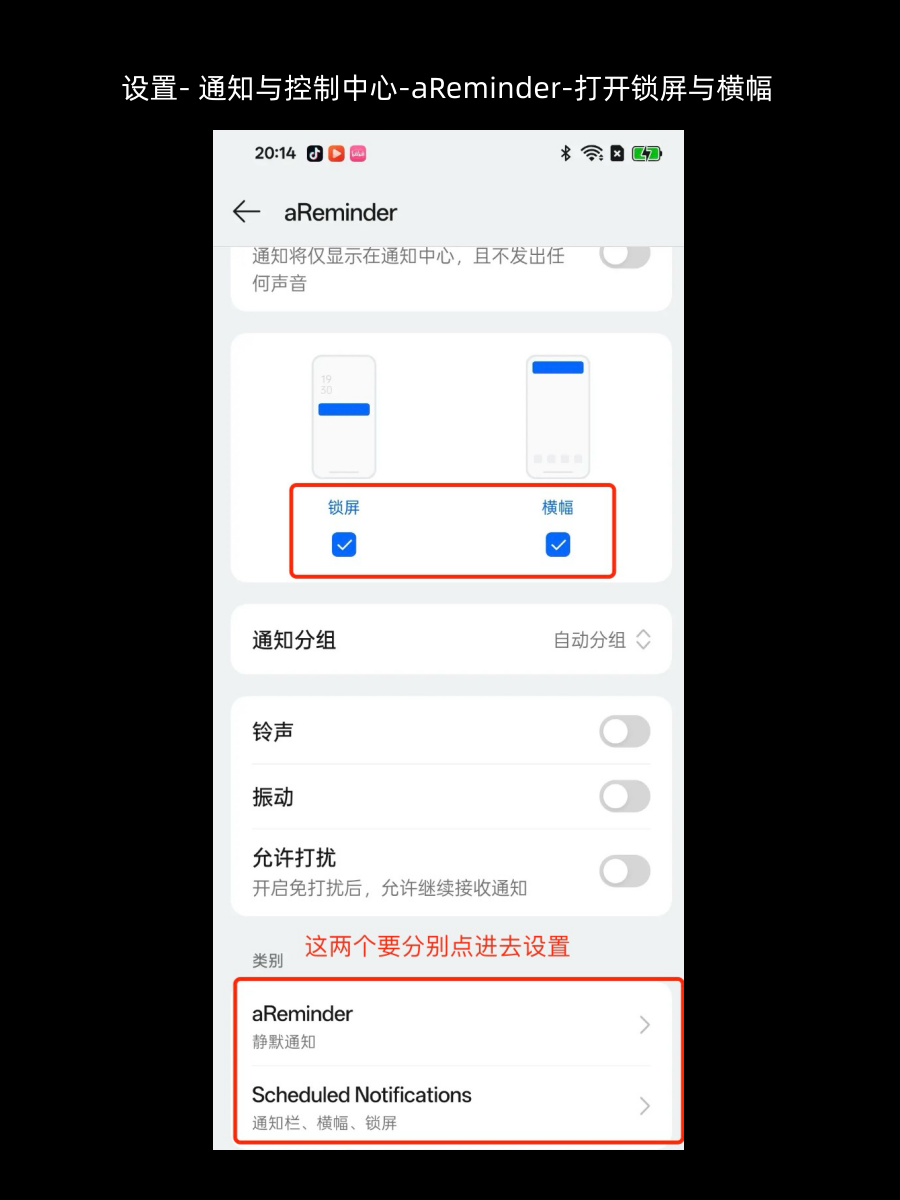 设置- 通知与控制中心-aReminder-打开锁屏与横幅
20:14
aReminder
通知将仅显示在通知中心，且不发出任
何声音
19
50
锁屏 横幅
通知分组 自动分组
铃声
振动
允许打扰
开启免打扰后，允许继续接收通知
这两个要分别点进去设置
类别
aReminder
静默通知
Scheduled Notifications
通知栏、横幅、锁屏